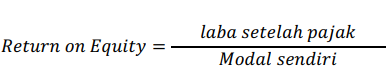 Return on Equity = laba setelah pajak
Modal sendiri